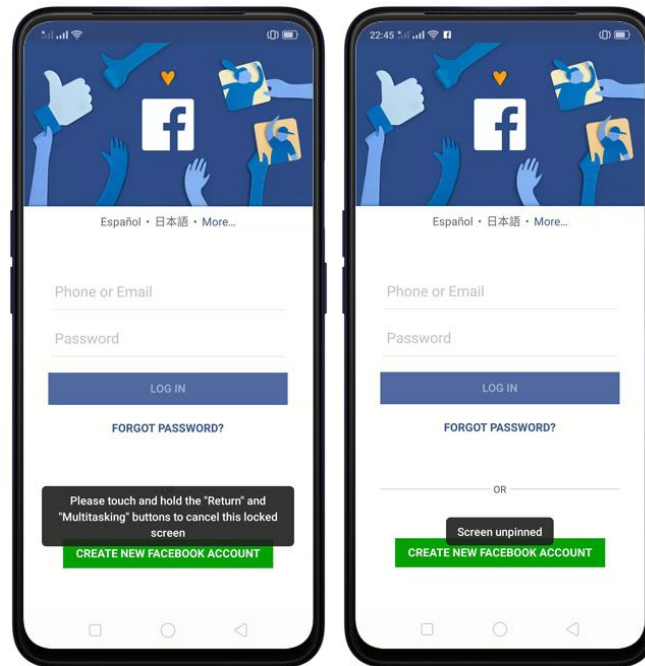 Español • 日本語 • More...
Phone or Email
Password
LOG IN
FORGOT PASSWORD?
Please touch and hold the "Return" and
"Multitasking" buttons to cancel this locked
screen
CREATE NEW FACEBOOK ACCOUNT
22:45
Español • 日本語 • More...
Phone or Email
Password
LOG IN
FORGOT PASSWORD?
OR
Screen unpinned
CREATE NEW FACEBOOK ACCOUNT